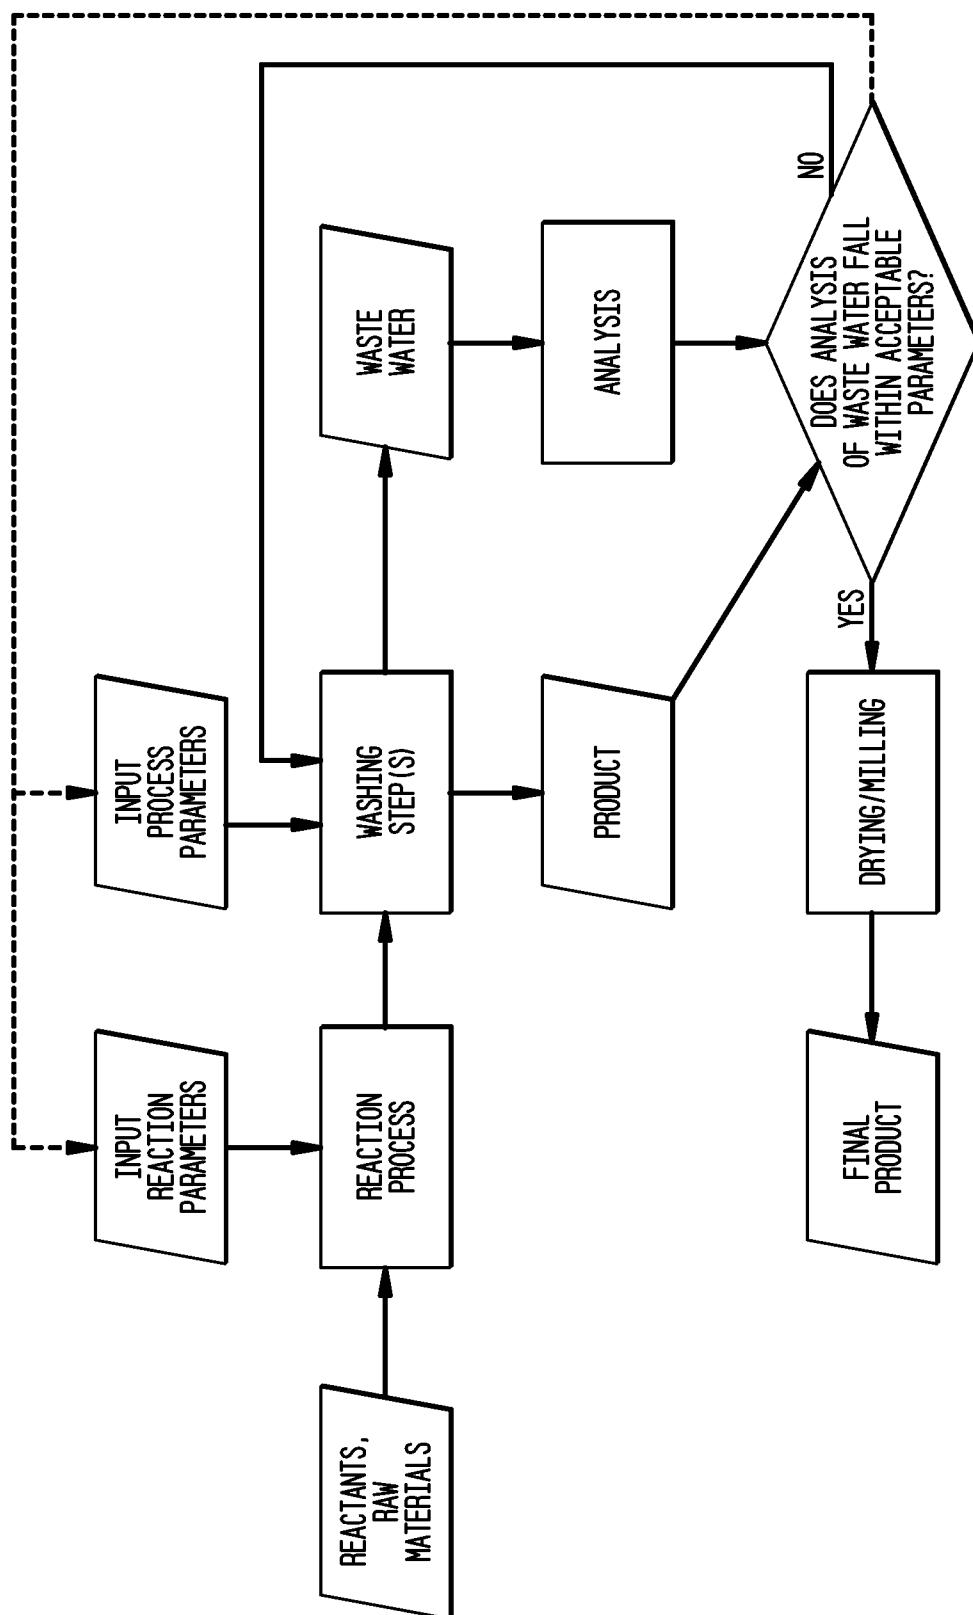 INPUT
REACTION
PARAMETERS
INPUT
PROCESS
PARAMETERS
REACTANTS,
RAW
MATERIALS
REACTION
PROCESS
WASHING
STEP(S)
WASTE
WATER
PRODUCT
ANALYSIS
FINAL
PRODUCT
DRYING/MILLING
YES
DOES ANALYSIS
OF WASTE WATER FALL
WITHIN ACCEPTABLE
PARAMETERS?
NO